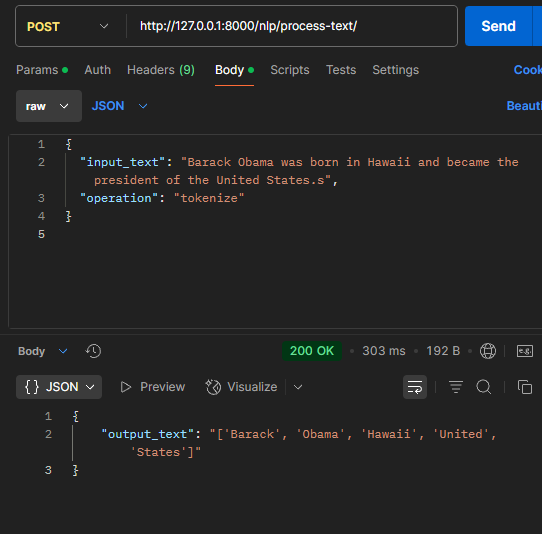 POST http://127.0.0.1:8000/nlp/process-text/ Send
Params Auth Headers (9) Body Scripts Tests Settings Cook
raw JSON Beauti
1 {
2 "input_text": "Barack Obama was born in Hawaii and became the
president of the United States.s",
3 "operation": "tokenize"
4 }
5
Body 200 OK • 303 ms • 192 B • e.g.
{} JSON Preview Visualize
1 {
2 "output_text": "['Barack', 'Obama', 'Hawaii', 'United',
'States']"
3 }